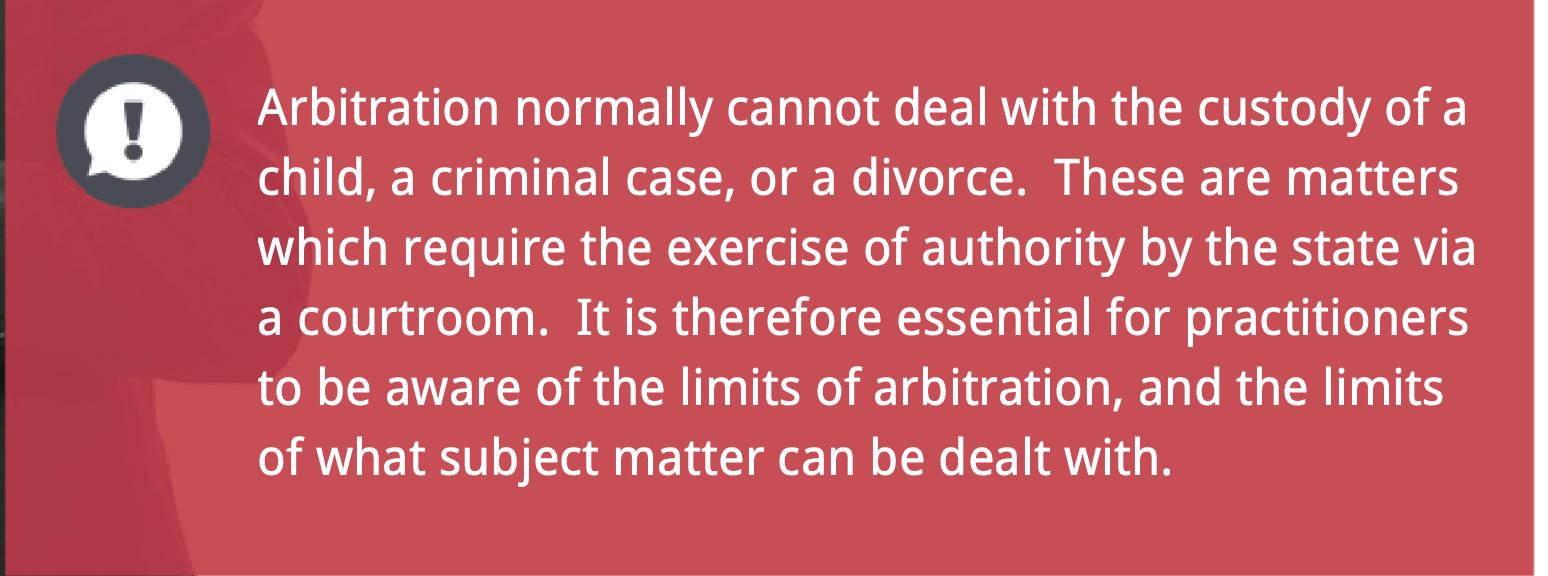 Arbitration normally cannot deal with the custody of a
child, a criminal case, or a divorce.  These are matters
which require the exercise of authority by the state via
a courtroom.  It is therefore essential for practitioners
to be aware of the limits of arbitration, and the limits
of what subject matter can be dealt with.